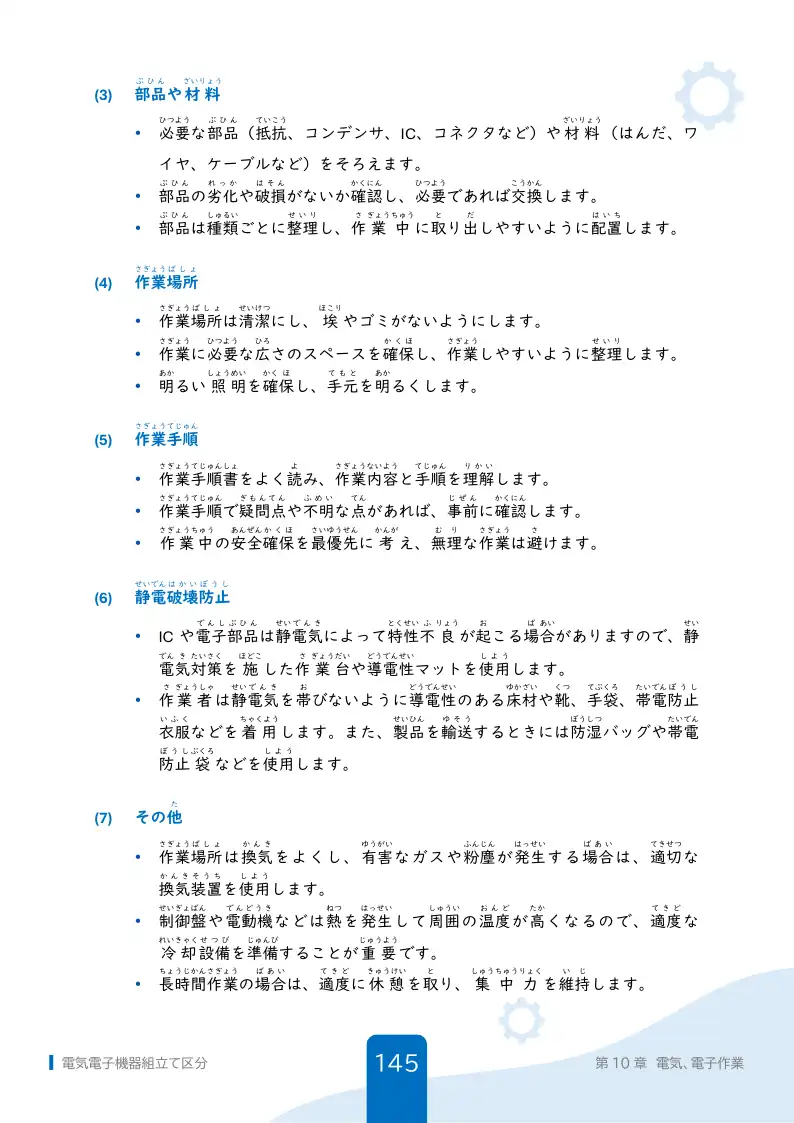 (3) 部品や材料
• 必要な部品（抵抗、コンデンサ、IC、コネクタなど）や材料（はんだ、ワ
イヤ、ケーブルなど）をそろえます。
• 部品の劣化や破損がないか確認し、必要であれば交換します。
• 部品は種類ごとに整理し、作業中に取り出しやすいように配置します。
(4) 作業場所
• 作業場所は清潔にし、埃やゴミがないようにします。
• 作業に必要な広さのスペースを確保し、作業しやすいように整理します。
• 明るい照明を確保し、手元を明るくします。
(5) 作業手順
• 作業手順書をよく読み、作業内容と手順を理解します。
• 作業手順で疑問点や不明な点があれば、事前に確認します。
• 作業中の安全確保を最優先に考え、無理な作業は避けます。
(6) 静電破壊防止
• IC や電子部品は静電気によって特性不良が起こる場合がありますので、静
電気対策を施した作業台や導電性マットを使用します。
• 作業者は静電気を帯びないように導電性のある床材や靴、手袋、帯電防止
衣服などを着用します。また、製品を輸送するときには防湿バッグや帯電
防止袋などを使用します。
(7) その他
• 作業場所は換気をよくし、有害なガスや粉塵が発生する場合は、適切な
換気装置を使用します。
• 制御盤や電動機などは熱を発生して周囲の温度が高くなるので、適度な
冷却設備を準備することが重要です。
• 長時間作業の場合は、適度に休憩を取り、集中力を維持します。
電気電子機器組立て区分
145
第 10 章 電気、電子作業